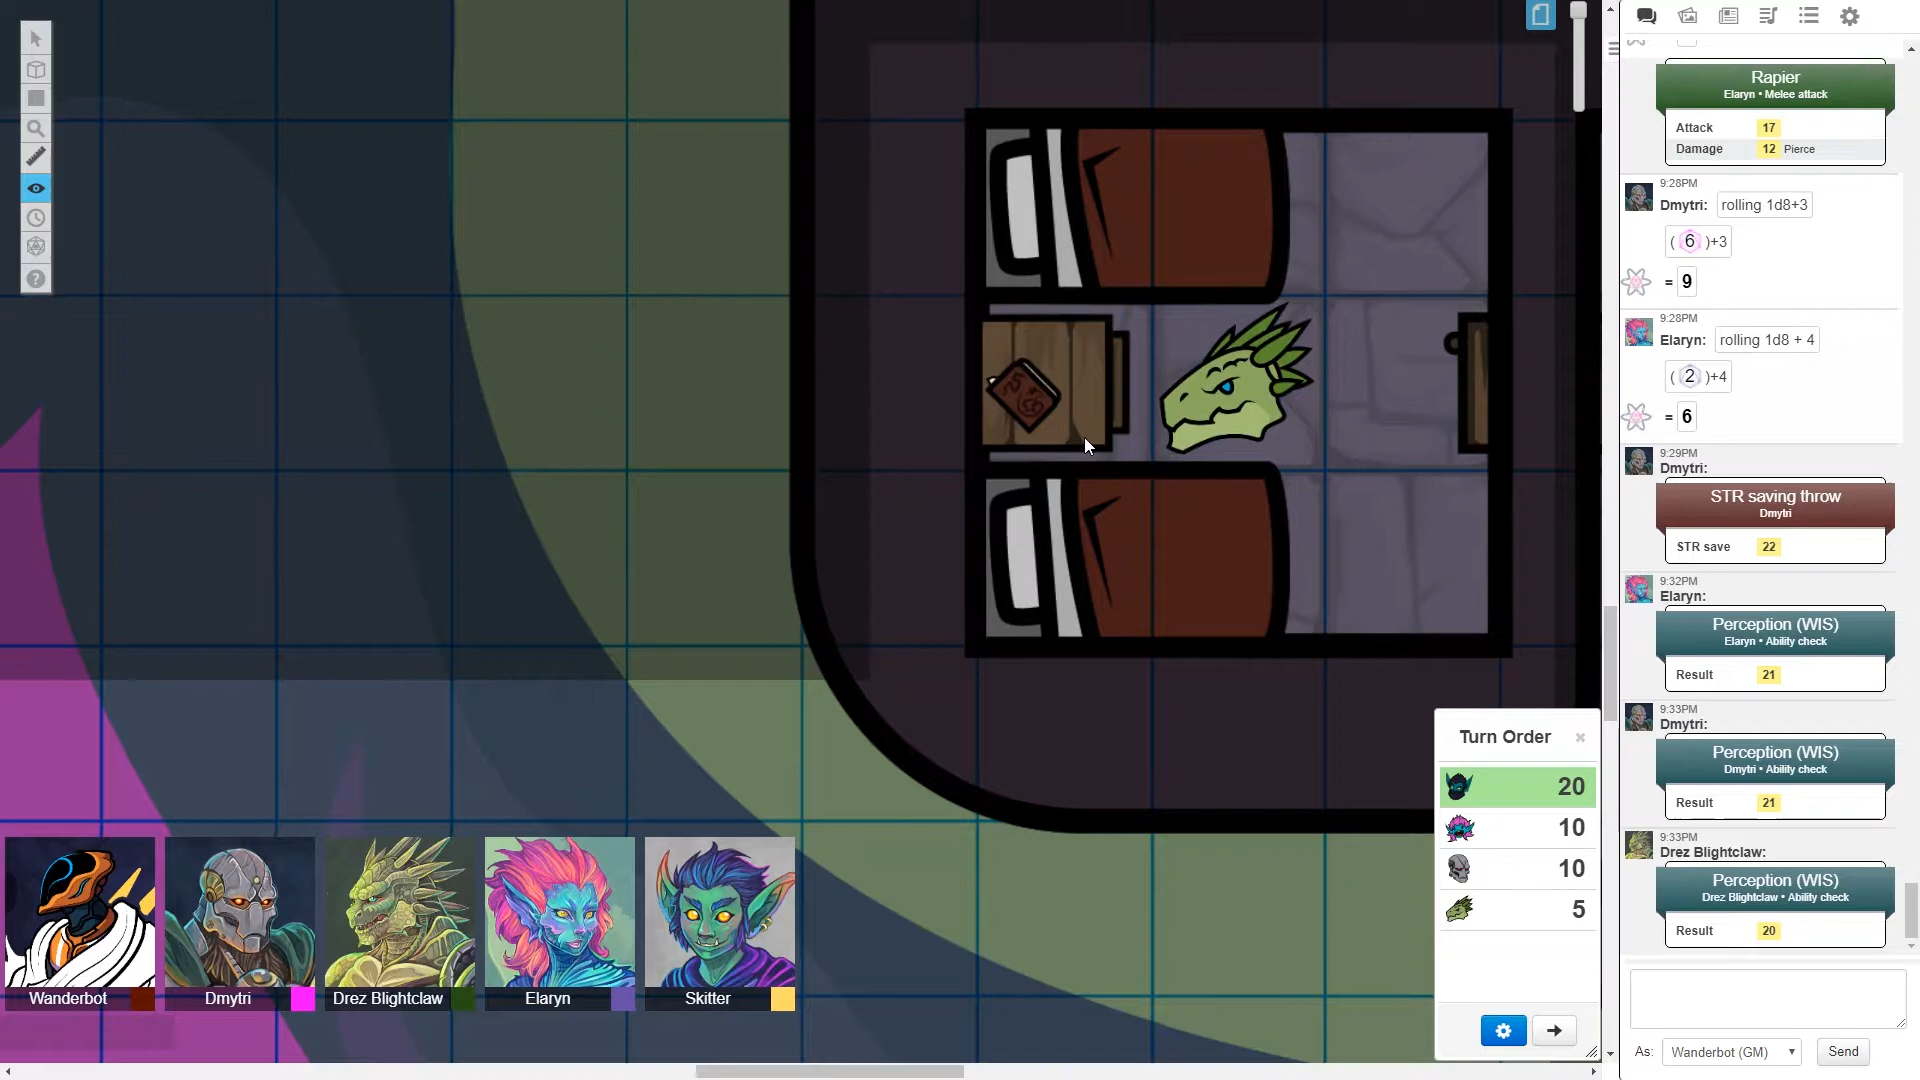 Rapier
Elaryn • Melee attack
Attack 17
Damage 12 Pierce
9:28PM
Dmytri: rolling 1d8+3
( 6 )+3
= 9
9:28PM
Elaryn: rolling 1d8 + 4
( 2 )+4
= 6
9:29PM
Dmytri:
STR saving throw
Dmytri
STR save 22
9:32PM
Elaryn:
Perception (WIS)
Elaryn • Ability check
Result 21
9:33PM
Dmytri:
Perception (WIS)
Dmytri • Ability check
Result 21
9:33PM
Drez Blightclaw:
Perception (WIS)
Drez Blightclaw • Ability check
Result 20
Turn Order ×
20
10
10
5
Wanderbot
Dmytri
Drez Blightclaw
Elaryn
Skitter
As: Wanderbot (GM) Send